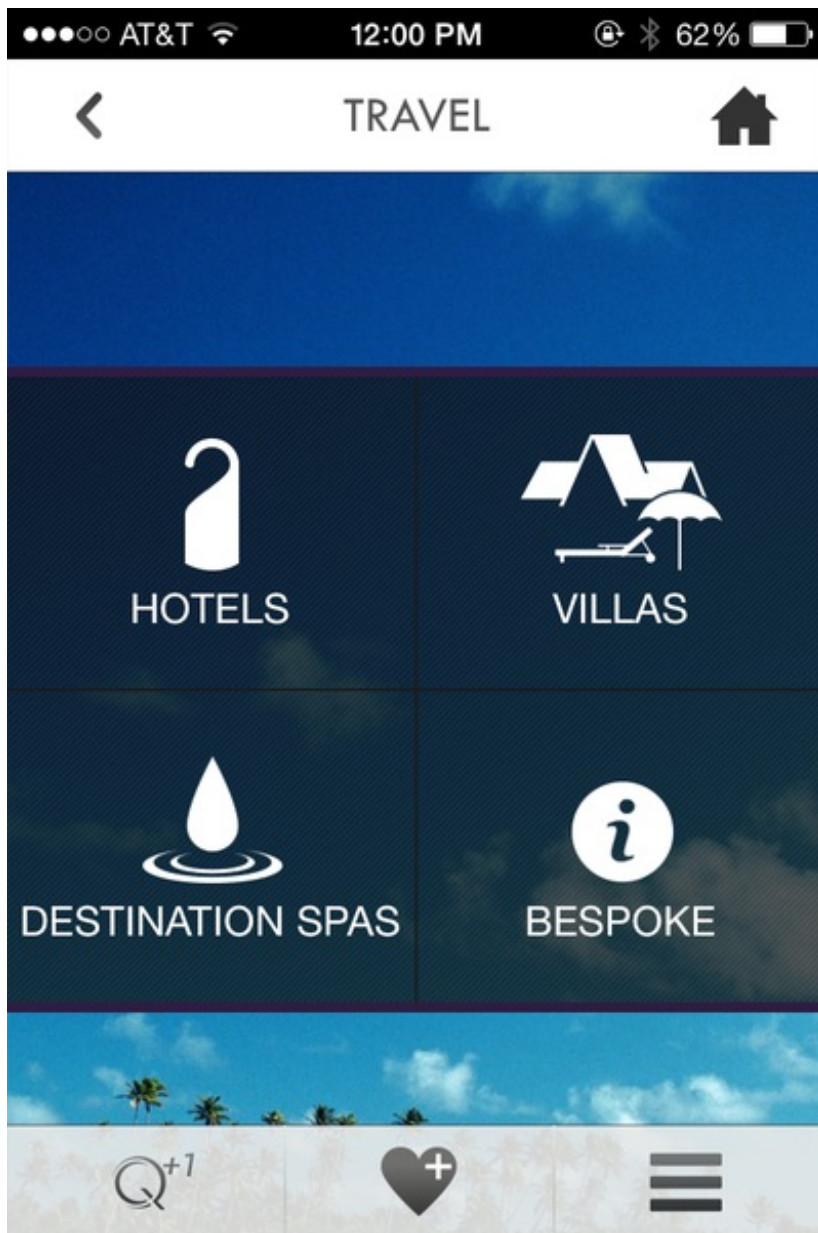 AT&T 12:00 PM 62%
TRAVEL
HOTELS VILLAS
i
DESTINATION SPAS BESPOKE
Q+1 +